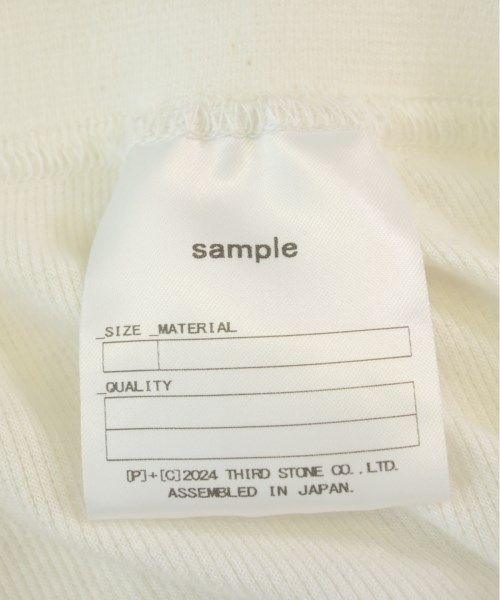 sample
_SIZE _MATERIAL
_QUALITY
[P]+[C]2024 THIRD STONE CO.,LTD.
ASSEMBLED IN JAPAN.